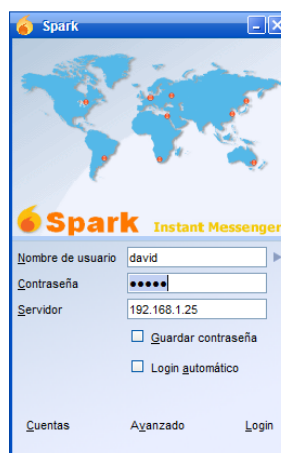 Spark
Spark Instant Messenger
Nombre de usuario david
Contraseña •••••
Servidor 192.168.1.25
Guardar contraseña
Login automático
Cuentas Avanzado Login